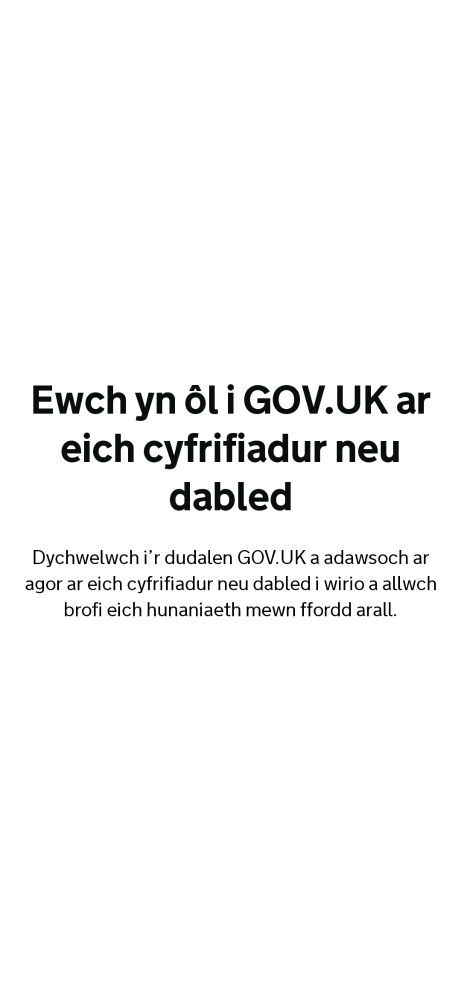 Ewch yn ôl i GOV.UK ar
eich cyfrifiadur neu
dabled
Dychwelwch i’r dudalen GOV.UK a adawsoch ar
agor ar eich cyfrifiadur neu dabled i wirio a allwch
brofi eich hunaniaeth mewn ffordd arall.